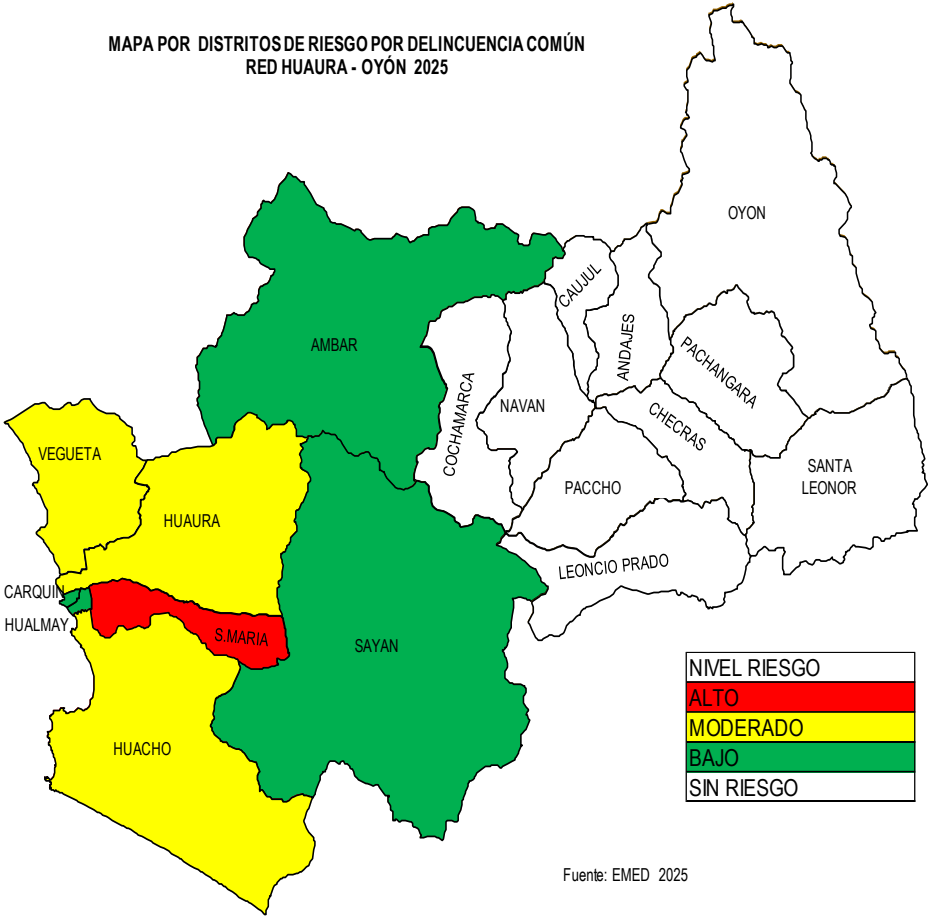 MAPA POR DISTRITOS DE RIESGO POR DELINCUENCIA COMÚN
RED HUAURA - OYÓN 2025
OYON
CAUJUL
ANDAJES
AMBAR
PACHANGARA
COCHAMARCA
NAVAN
CHECRAS
VEGUETA
SANTA
LEONOR
PACCHO
HUAURA
LEONCIO PRADO
CARQUIN
HUALMAY
S.MARIA
SAYAN
HUACHO
NIVEL RIESGO
ALTO
MODERADO
BAJO
SIN RIESGO
Fuente: EMED 2025